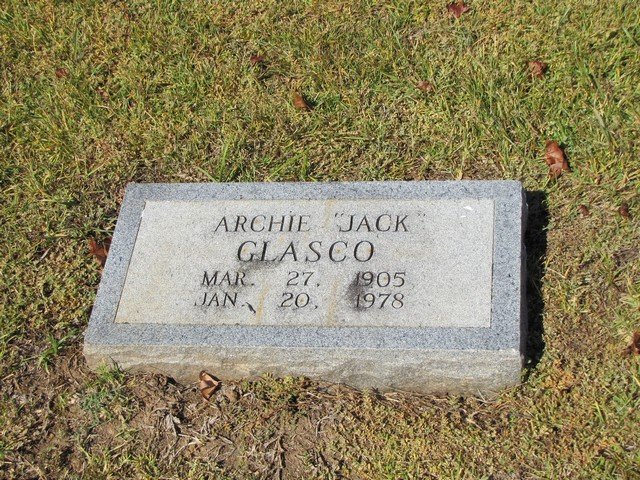 ARCHIE "JACK"
GLASCO
MAR. 27, 1905
JAN. 20, 1978